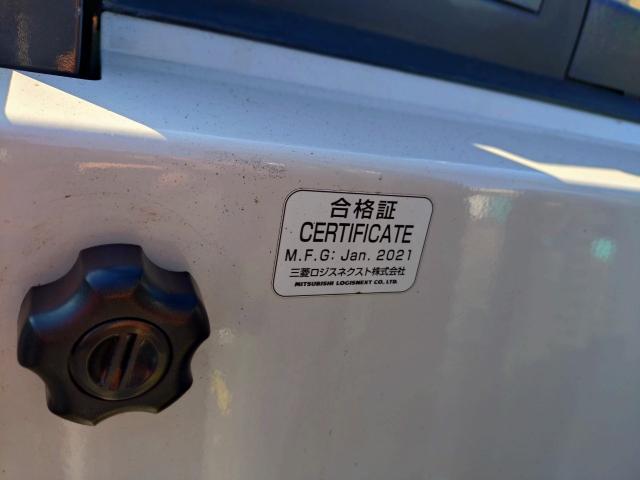 合格証
CERTIFICATE
M.F.G: Jan. 2021
三菱ロジスネクスト株式会社
MITSUBISHI LOGISNEXT CO., LTD.